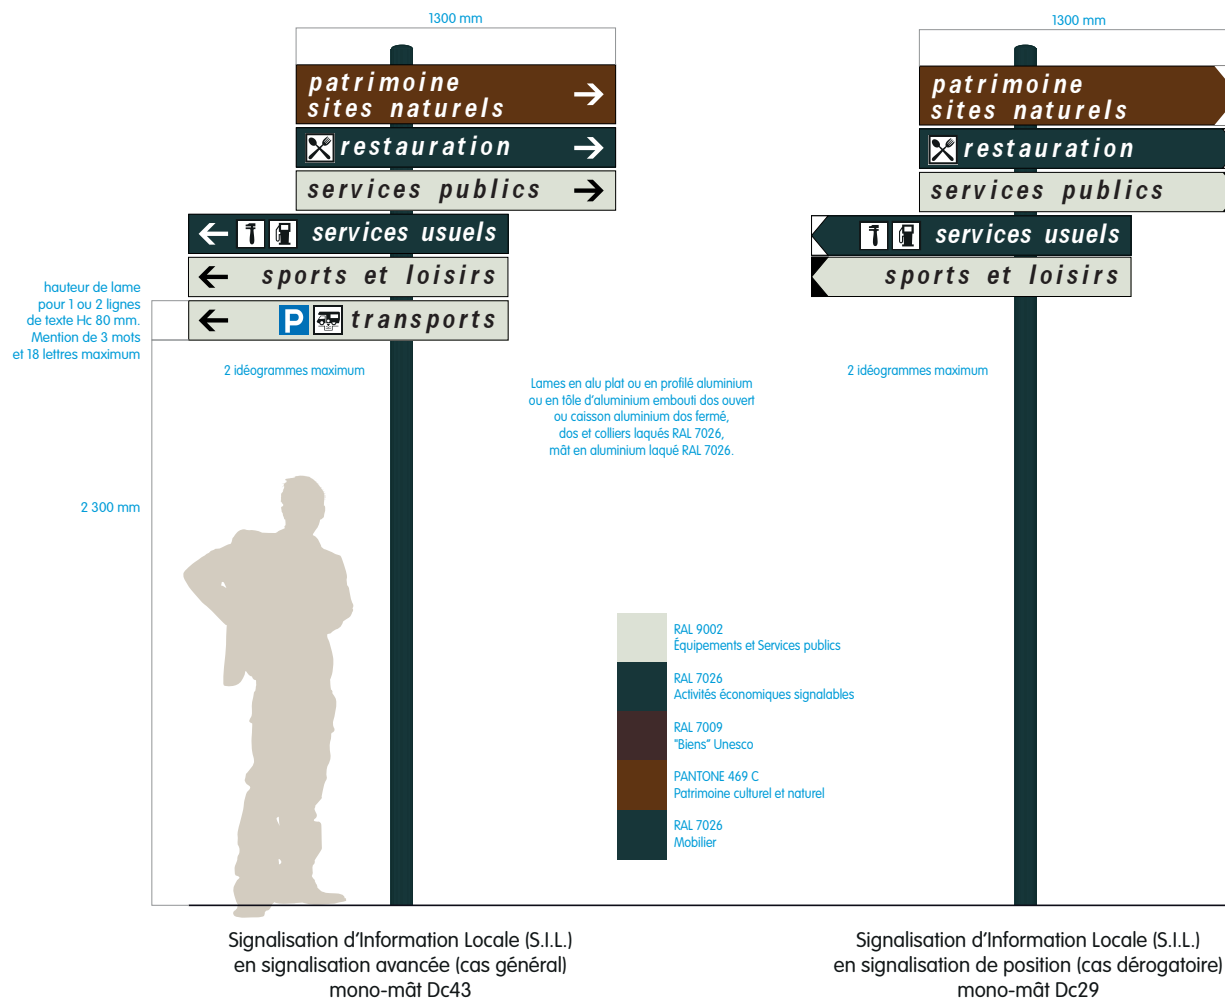 1300 mm
patrimoine
sites naturels
restauration
services publics
services usuels
sports et loisirs
P transports
hauteur de lame
pour 1 ou 2 lignes
de texte Hc 80 mm.
Mention de 3 mots
et 18 lettres maximum
2 idéogrammes maximum
2 300 mm
Lames en alu plat ou en profilé aluminium
ou en tôle d'aluminium embouti dos ouvert
ou caisson aluminium dos fermé,
dos et colliers laqués RAL 7026,
mât en aluminium laqué RAL 7026.
1300 mm
patrimoine
sites naturels
restauration
services publics
services usuels
sports et loisirs
2 idéogrammes maximum
RAL 9002
Équipements et Services publics
RAL 7026
Activités économiques signalables
RAL 7009
"Biens" Unesco
PANTONE 469 C
Patrimoine culturel et naturel
RAL 7026
Mobilier
Signalisation d'Information Locale (S.I.L.)
en signalisation avancée (cas général)
mono-mât Dc43
Signalisation d'Information Locale (S.I.L.)
en signalisation de position (cas dérogatoire)
mono-mât Dc29